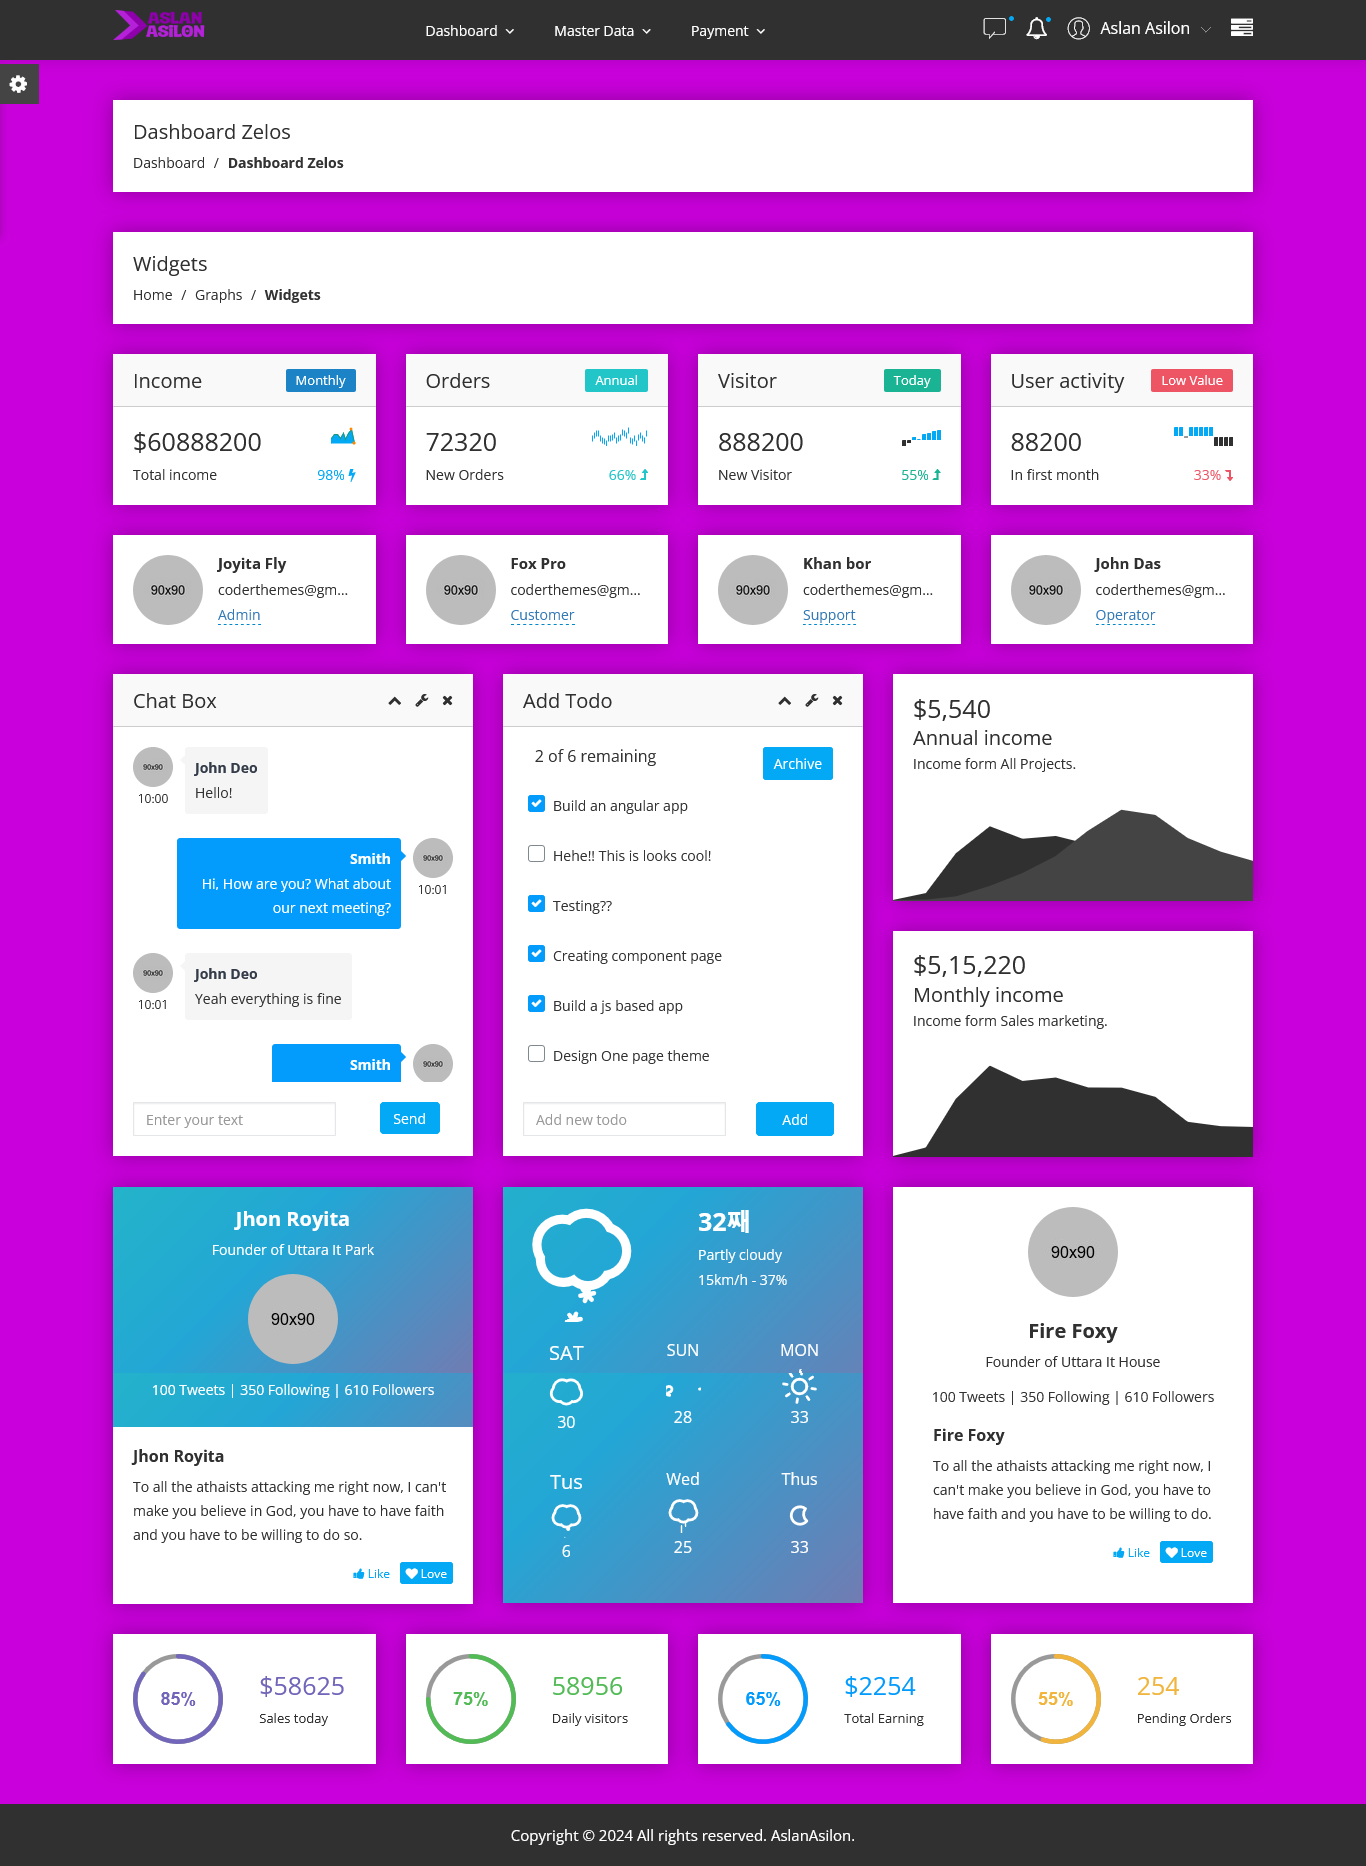 ASLAN
ASILON
Dashboard
Master Data
Payment
Aslan Asilon
Dashboard Zelos
Dashboard / Dashboard Zelos
Widgets
Home / Graphs / Widgets
Income
Monthly
$60888200
Total income
98%
Orders
Annual
72320
New Orders
66%
Visitor
Today
888200
New Visitor
55%
User activity
Low Value
88200
In first month
33%
90x90
Joyita Fly
coderthemes@gm...
Admin
90x90
Fox Pro
coderthemes@gm...
Customer
90x90
Khan bor
coderthemes@gm...
Support
90x90
John Das
coderthemes@gm...
Operator
Chat Box
90x90
10:00
John Deo
Hello!
Smith
Hi, How are you? What about
our next meeting?
90x90
10:01
90x90
10:01
John Deo
Yeah everything is fine
Smith
90x90
Enter your text
Send
Add Todo
2 of 6 remaining
Archive
Build an angular app
Hehe!! This is looks cool!
Testing??
Creating component page
Build a js based app
Design One page theme
Add new todo
Add
$5,540
Annual income
Income form All Projects.
$5,15,220
Monthly income
Income form Sales marketing.
Jhon Royita
Founder of Uttara It Park
90x90
100 Tweets | 350 Following | 610 Followers
Jhon Royita
To all the athaists attacking me right now, I can't
make you believe in God, you have to have faith
and you have to be willing to do so.
Like
Love
32째
Partly cloudy
15km/h - 37%
SAT
30
SUN
28
MON
33
Tus
6
Wed
25
Thus
33
90x90
Fire Foxy
Founder of Uttara It House
100 Tweets | 350 Following | 610 Followers
Fire Foxy
To all the athaists attacking me right now, I
can't make you believe in God, you have to
have faith and you have to be willing to do.
Like
Love
85%
$58625
Sales today
75%
58956
Daily visitors
65%
$2254
Total Earning
55%
254
Pending Orders
Copyright © 2024 All rights reserved. AslanAsilon.